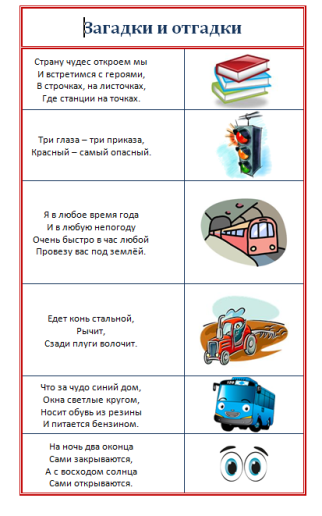 Загадки и отгадки
Страну чудес откроем мы
И встретимся с героями,
В строчках, на листочках,
Где станции на точках.
Три глаза – три приказа,
Красный – самый опасный.
Я в любое время года
И в любую непогоду
Очень быстро в час любой
Провезу вас под землёй.
Едет конь стальной,
Рычит,
Сзади плуги волочит.
Что за чудо синий дом,
Окна светлые кругом,
Носит обувь из резины
И питается бензином.
На ночь два оконца
Сами закрываются,
А с восходом солнца
Сами открываются.